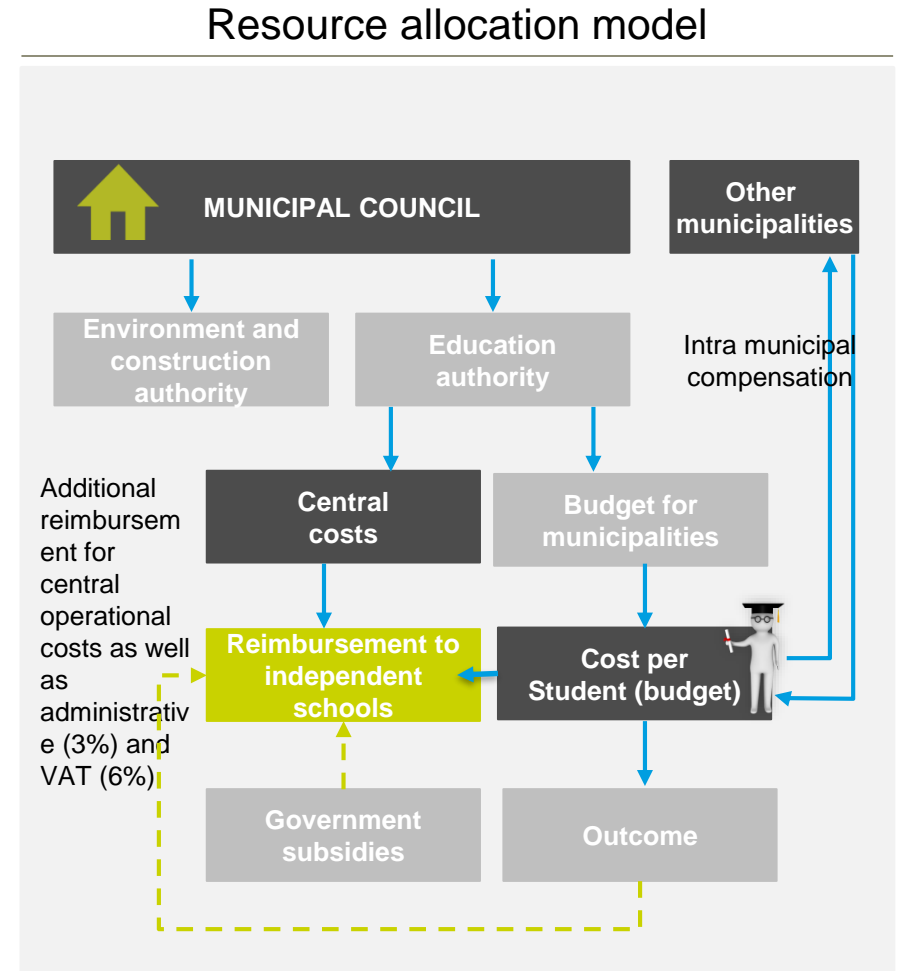 Resource allocation model
MUNICIPAL COUNCIL
Other
municipalities
Environment and
construction
authority
Education
authority
Intra municipal
compensation
Additional
reimbursem
ent for
central
operational
costs as well
as
administrativ
e (3%) and
VAT (6%)
Central
costs
Budget for
municipalities
Reimbursement to
independent
schools
Cost per
Student (budget)
Government
subsidies
Outcome